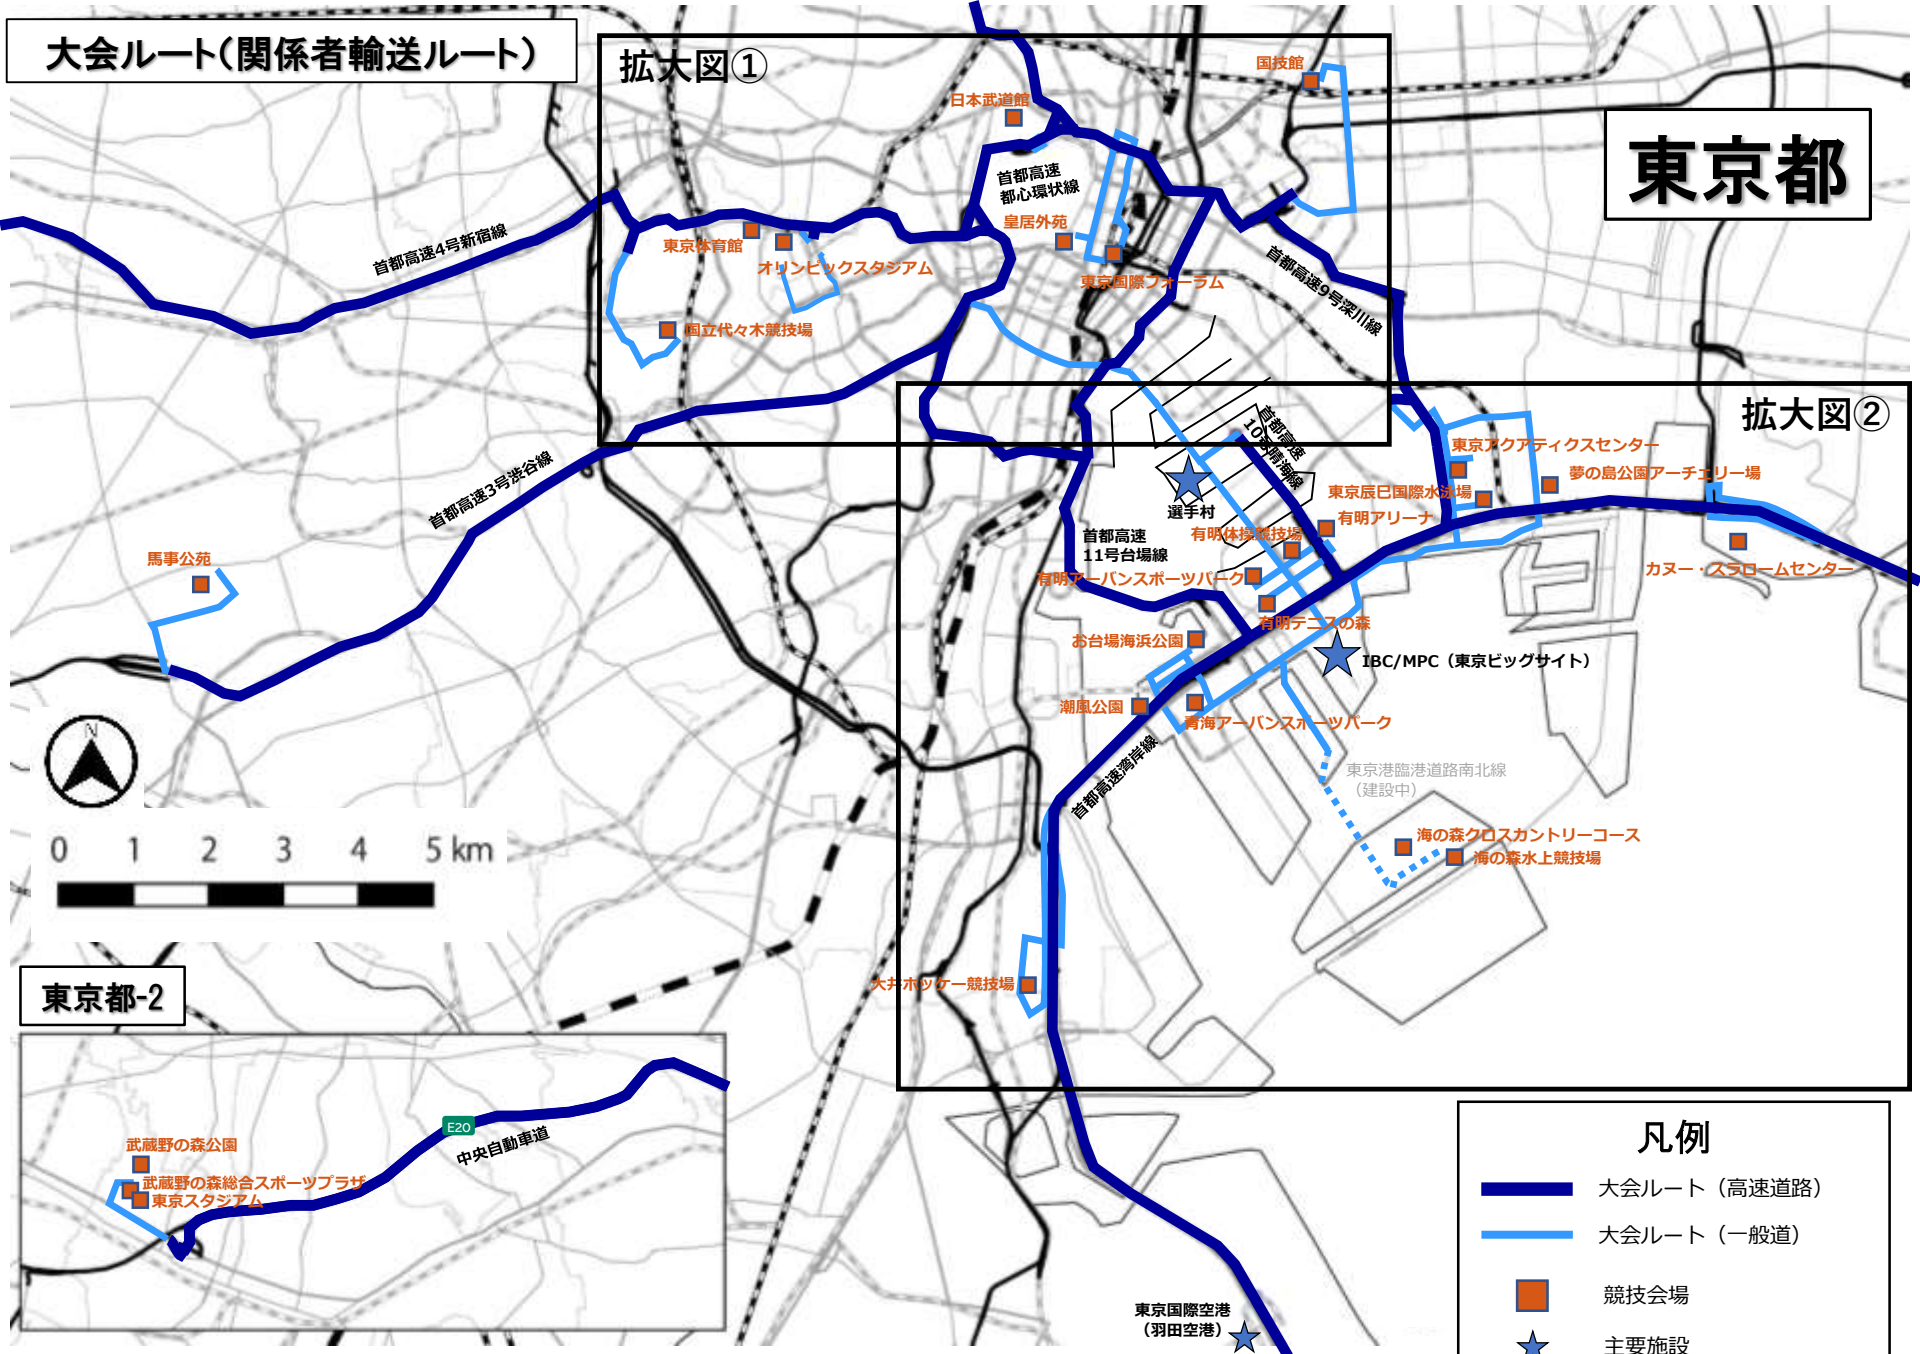 大会ルート(関係者輸送ルート)
拡大図①
国技館
日本武道館
東京都
首都高速
都心環状線
皇居外苑
首都高速4号新宿線
東京体育館
オリンピックスタジアム
東京国際フォーラム
首都高速9号深川線
国立代々木競技場
拡大図②
首都高速
10号晴海線
東京アクアティクスセンター
夢の島公園アーチェリー場
首都高速3号渋谷線
選手村
東京辰巳国際水泳場
有明アリーナ
首都高速
11号台場線
有明体操競技場
馬事公苑
有明アーバンスポーツパーク
カヌー・スラロームセンター
有明テニスの森
お台場海浜公園
IBC/MPC（東京ビッグサイト）
潮風公園
青海アーバンスポーツパーク
首都高速湾岸線
東京港臨港道路南北線
（建設中）
N
海の森クロスカントリーコース
海の森水上競技場
0 1 2 3 4 5 km
大井ホッケー競技場
東京都-2
E20
中央自動車道
武蔵野の森公園
武蔵野の森総合スポーツプラザ
東京スタジアム
凡例
大会ルート（高速道路）
大会ルート（一般道）
競技会場
主要施設
東京国際空港
（羽田空港）